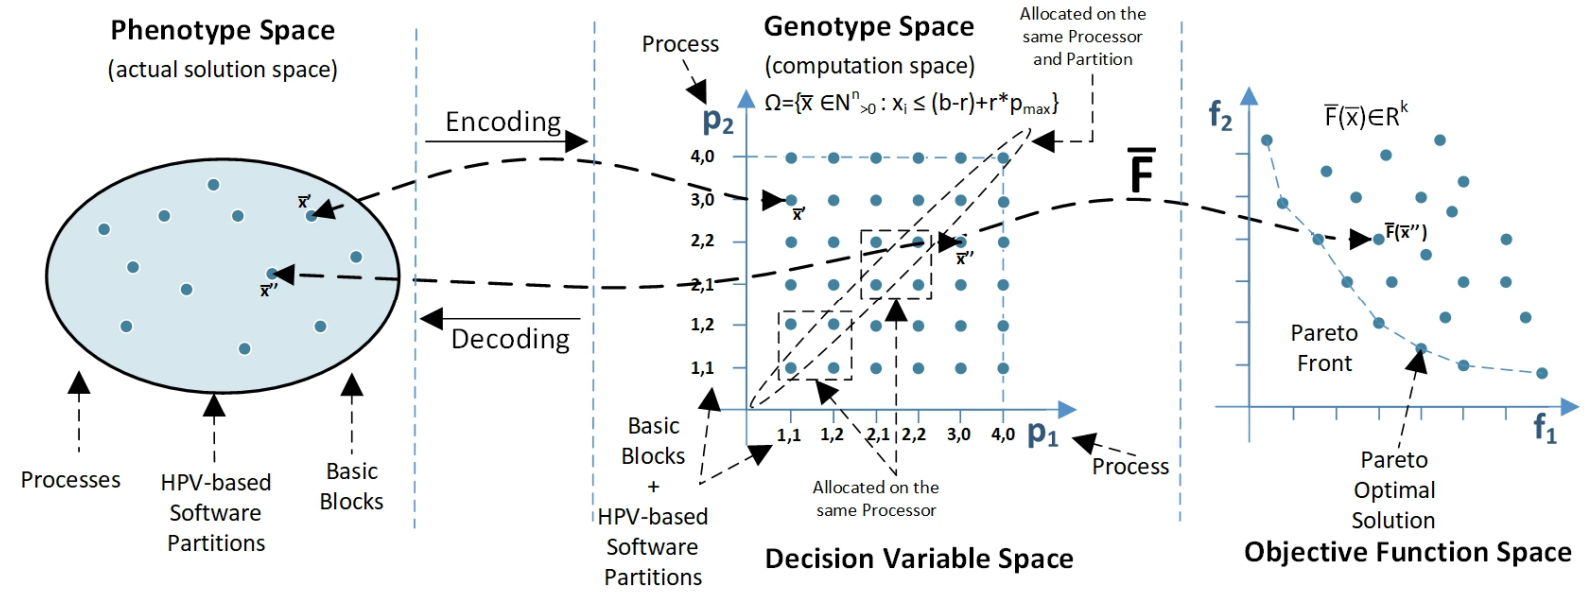 Phenotype Space
(actual solution space)
x̅'
x̅''
Processes
HPV-based
Software
Partitions
Basic
Blocks
Encoding
Decoding
Process
Genotype Space
(computation space)
Ω={x̅ ∈Nⁿ>0 : xi ≤ (b-r)+r*pmax}
Allocated on the
same Processor
and Partition
p2
4,0
3,0
2,2
2,1
1,2
1,1
x̅'
x̅''
1,1
1,2
2,1
2,2
3,0
4,0
p1
Process
Basic
Blocks
+
HPV-based
Software
Partitions
Allocated on the
same Processor
Decision Variable Space
F̅
f2
F̅(x̅)∈Rᵏ
F̅(x̅'')
Pareto
Front
f1
Pareto
Optimal
Solution
Objective Function Space